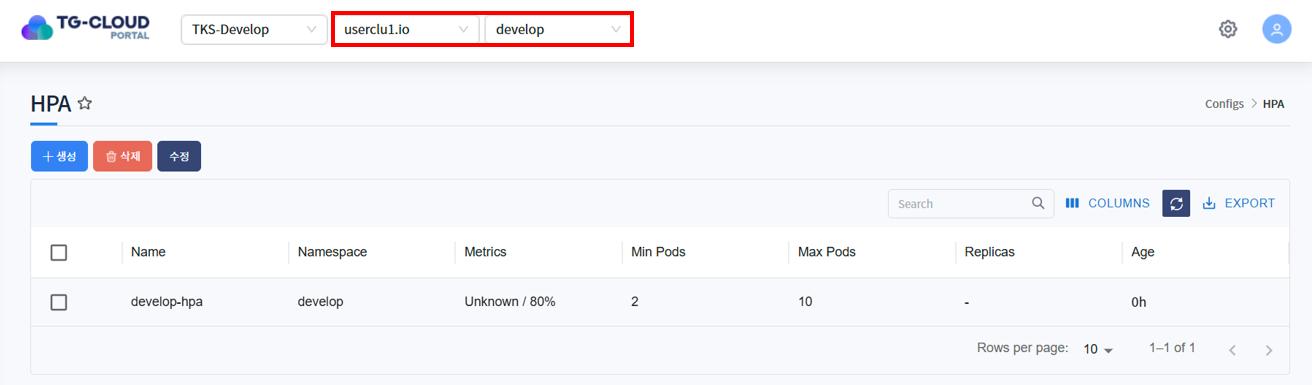 TG-CLOUD
PORTAL
TKS-Develop
userclu1.io
develop
HPA
Configs > HPA
생성
삭제
수정
Search
COLUMNS
EXPORT
Name Namespace Metrics Min Pods Max Pods Replicas Age
develop-hpa develop Unknown / 80% 2 10 - 0h
Rows per page: 10 1–1 of 1